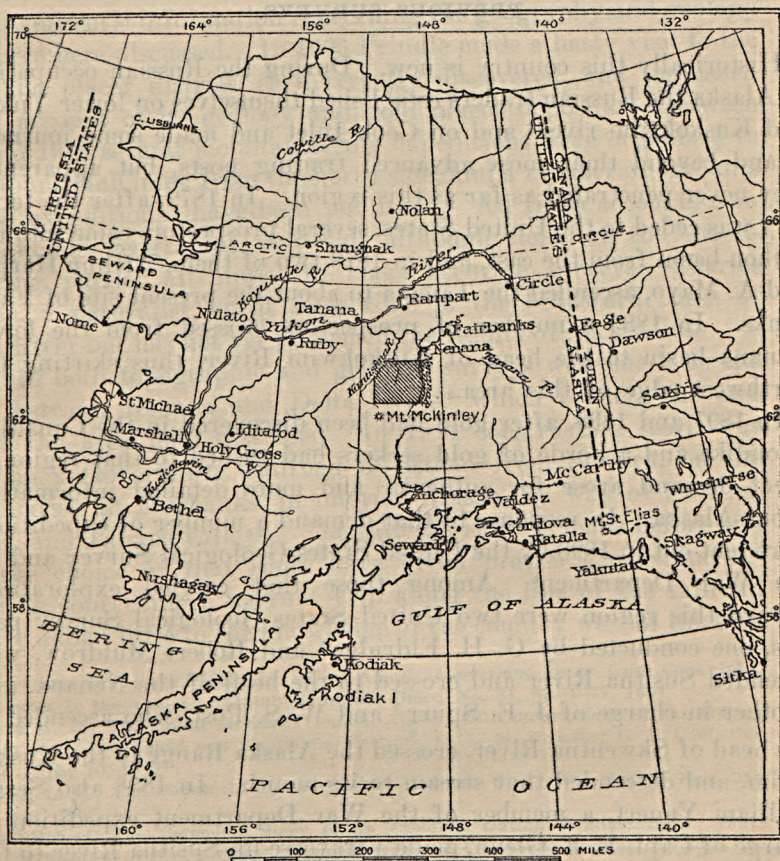 172° 164° 156° 148° 140° 132°
70°
C. LISBURNE
Colville R.
RUSSIA
UNITED STATES
UNITED STATES
CANADA
Nolan
66°
66
ARCTIC
CIRCLE
Shungnak
SEWARD
PENINSULA
Koyukuk R.
River
Circle
Nome
Nulato
Tanana
Rampart
Yukon
Ruby
Fairbanks
Eagle
Dawson
Nenana
Kantishna R.
Tanana R.
ALASKA
YUKON
St Michael
Mt. McKinley
Selkirk
62°
62
Marshall
Iditarod
Holy Cross
Kuskokwim
McCarthy
Whitehorse
Bethel
Anchorage
Valdez
Cordova
Mt. St Elias
Katalla
Skagway
Seward
Yakutat
Nushagak
58
58
GULF OF ALASKA
BERING
SEA
Kodiak
Kodiak I
Sitka
ALASKA PENINSULA
PACIFIC OCEAN
160° 156° 152° 148° 144° 140°
0 100 200 300 400 500 MILES